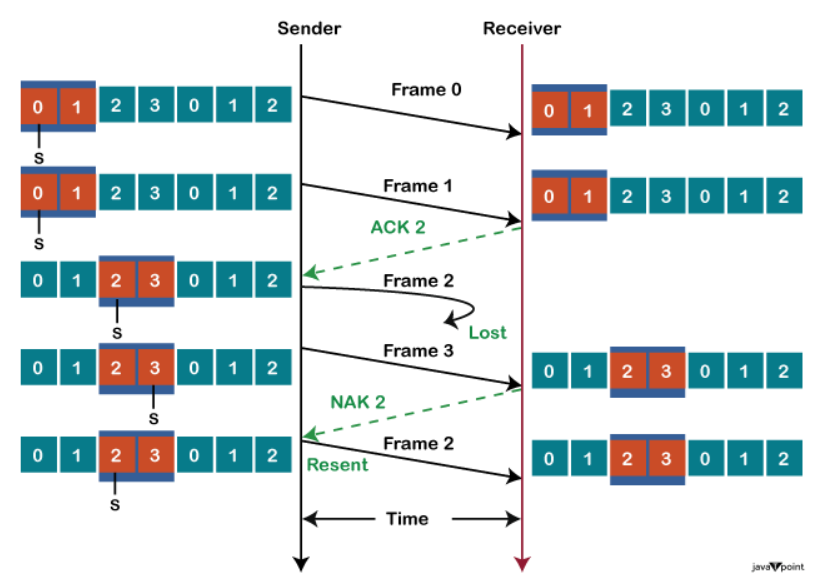 Sender Receiver
0 1 2 3 0 1 2 Frame 0 0 1 2 3 0 1 2
S
0 1 2 3 0 1 2 Frame 1 0 1 2 3 0 1 2
ACK 2
S
0 1 2 3 0 1 2 Frame 2
S Lost
0 1 2 3 0 1 2 Frame 3 0 1 2 3 0 1 2
S NAK 2
0 1 2 3 0 1 2 Frame 2 0 1 2 3 0 1 2
Resent
S
Time
java T point